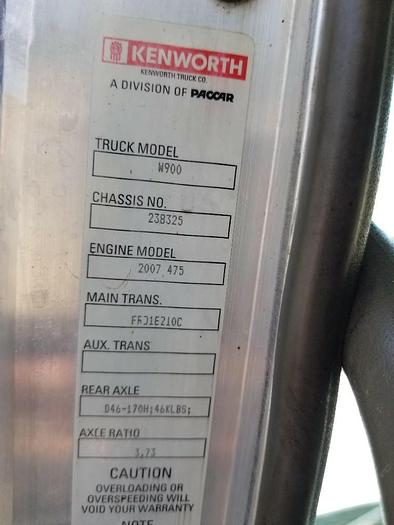 KENWORTH
KENWORTH TRUCK CO.
A DIVISION OF PACCAR
TRUCK MODEL
W900
CHASSIS NO.
238325
ENGINE MODEL
2007 475
MAIN TRANS.
AUX. TRANS
REAR AXLE
D46-170H;46KLBS;
AXLE RATIO
3.73
CAUTION
OVERLOADING OR
OVERSPEEDING WILL
VOID YOUR WARRANTY
NOTE